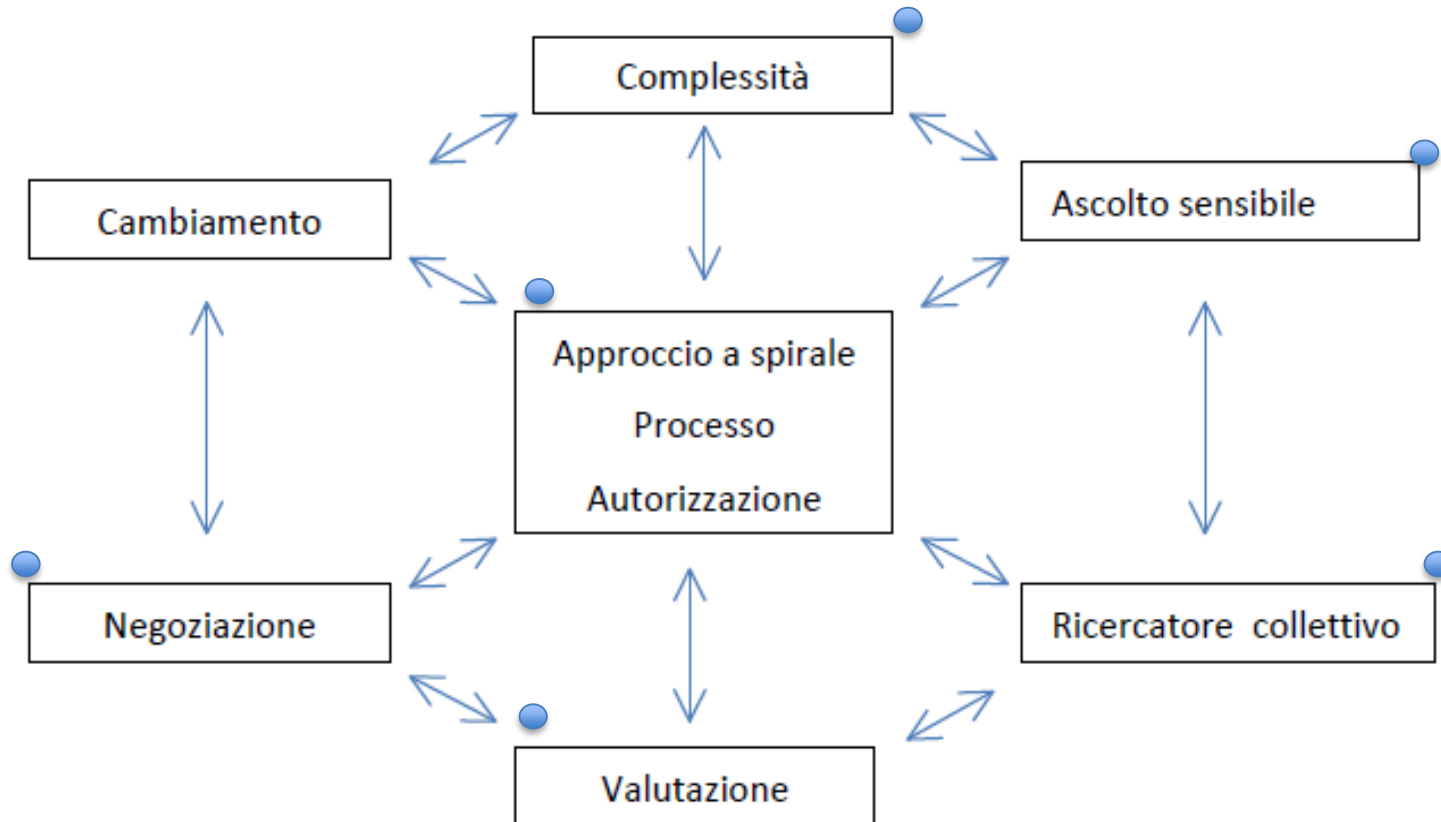 Complessità
Cambiamento
Ascolto sensibile
Approccio a spirale
Processo
Autorizzazione
Negoziazione
Ricercatore collettivo
Valutazione